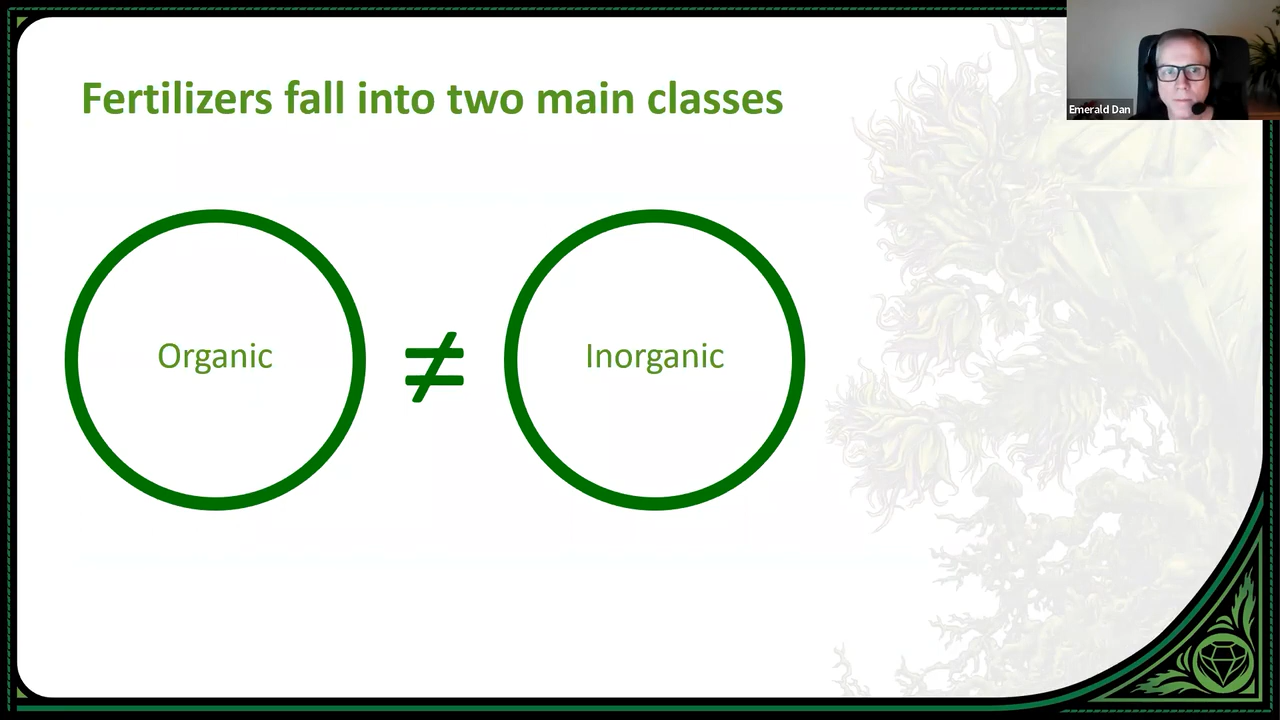 Fertilizers fall into two main classes
Emerald Dan
Organic
≠
Inorganic